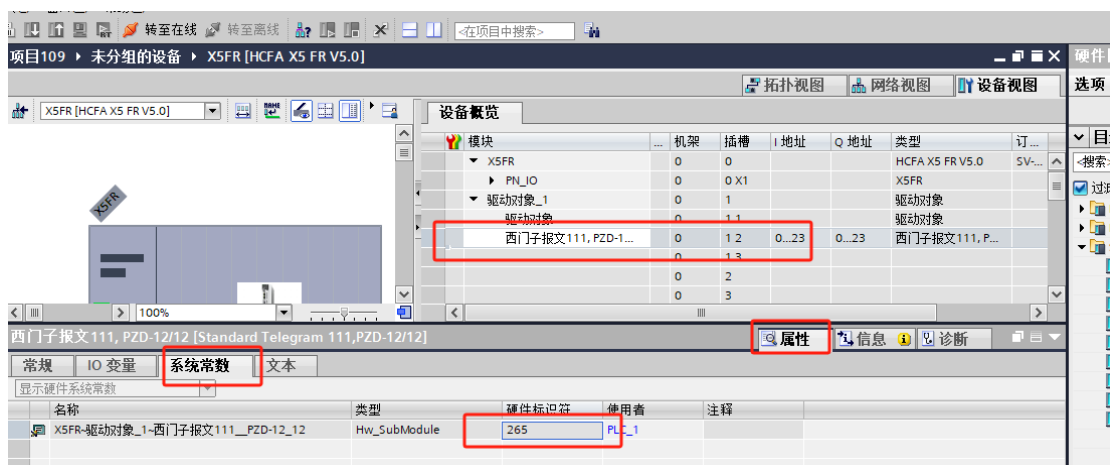 转至在线 转至离线 <在项目中搜索>
项目109 ▸ 未分组的设备 ▸ X5FR [HCFA X5 FR V5.0]
拓扑视图 网络视图 设备视图 选项
X5FR [HCFA X5 FR V5.0] 设备概览
模块 ... 机架 插槽 I 地址 Q 地址 类型 订...
X5FR 0 0 HCFA X5 FR V5.0 SV-...
PN_IO 0 0 X1 X5FR
驱动对象_1 0 1 驱动对象
驱动对象 0 1 1 驱动对象
西门子报文111, PZD-1... 0 1 2 0...23 0...23 西门子报文111, P...
0 1 3
0 2
0 3
X5FR
100%
西门子报文111, PZD-12/12 [Standard Telegram 111,PZD-12/12] 属性 信息 诊断
常规 IO 变量 系统常数 文本
显示硬件系统常数
名称 类型 硬件标识符 使用者 注释
X5FR~驱动对象_1~西门子报文111__PZD-12_12 Hw_SubModule 265 PLC_1